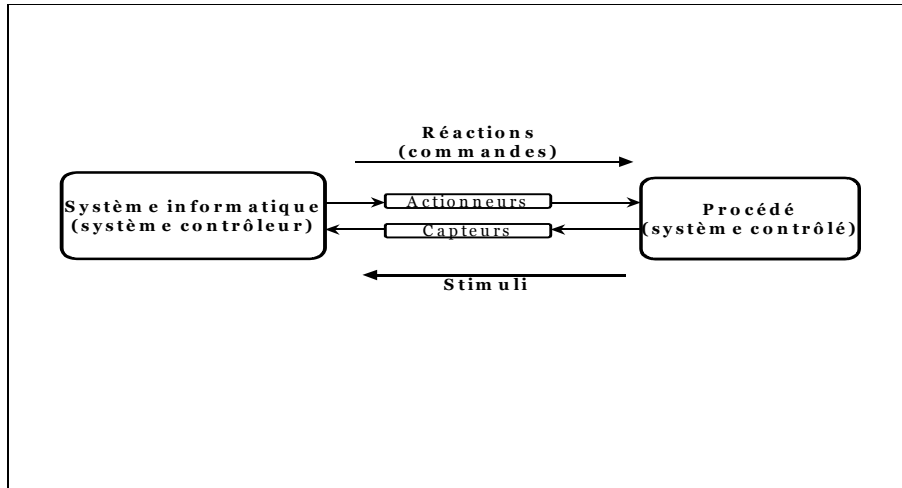 Réactions
(commandes)
Système informatique
(système contrôleur)
Actionneurs
Capteurs
Procédé
(système contrôlé)
Stimuli